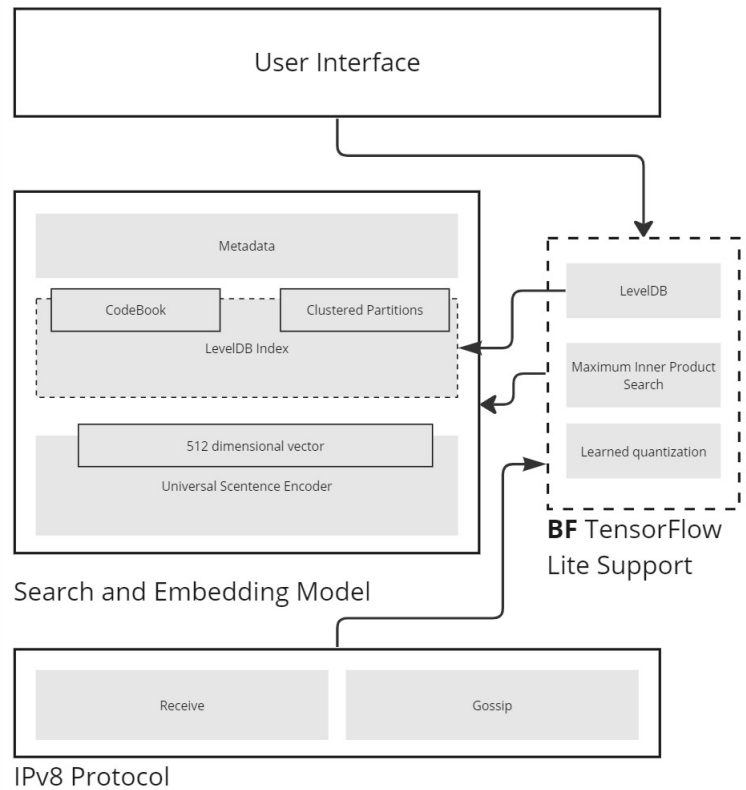 User Interface
Metadata
CodeBook
Clustered Partitions
LevelDB Index
512 dimensional vector
Universal Scentence Encoder
Search and Embedding Model
LevelDB
Maximum Inner Product
Search
Learned quantization
BF TensorFlow
Lite Support
Receive
Gossip
IPv8 Protocol